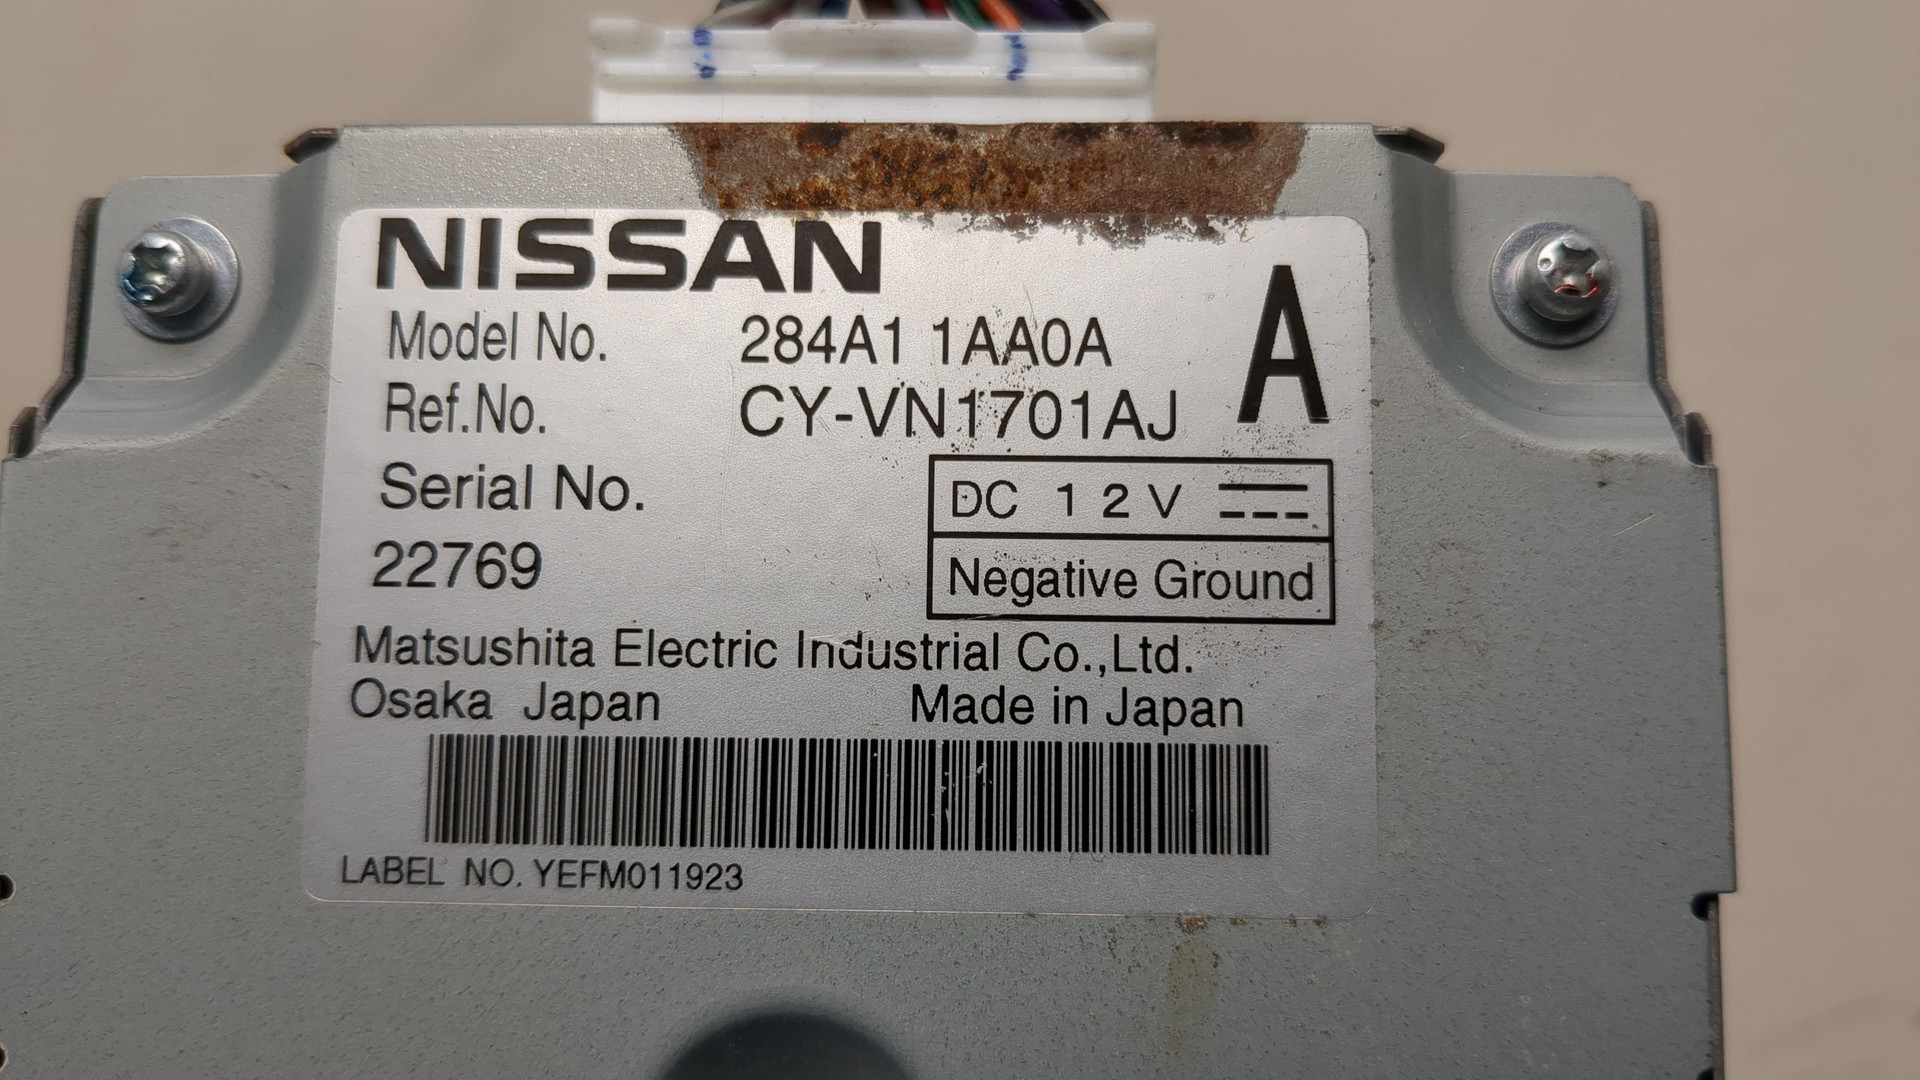 NISSAN
Model No. 284A1 1AA0A
A
Ref.No. CY-VN1701AJ
Serial No.
22769
DC 12V
Negative Ground
Matsushita Electric Industrial Co.,Ltd.
Osaka Japan Made in Japan
LABEL NO. YEFM011923